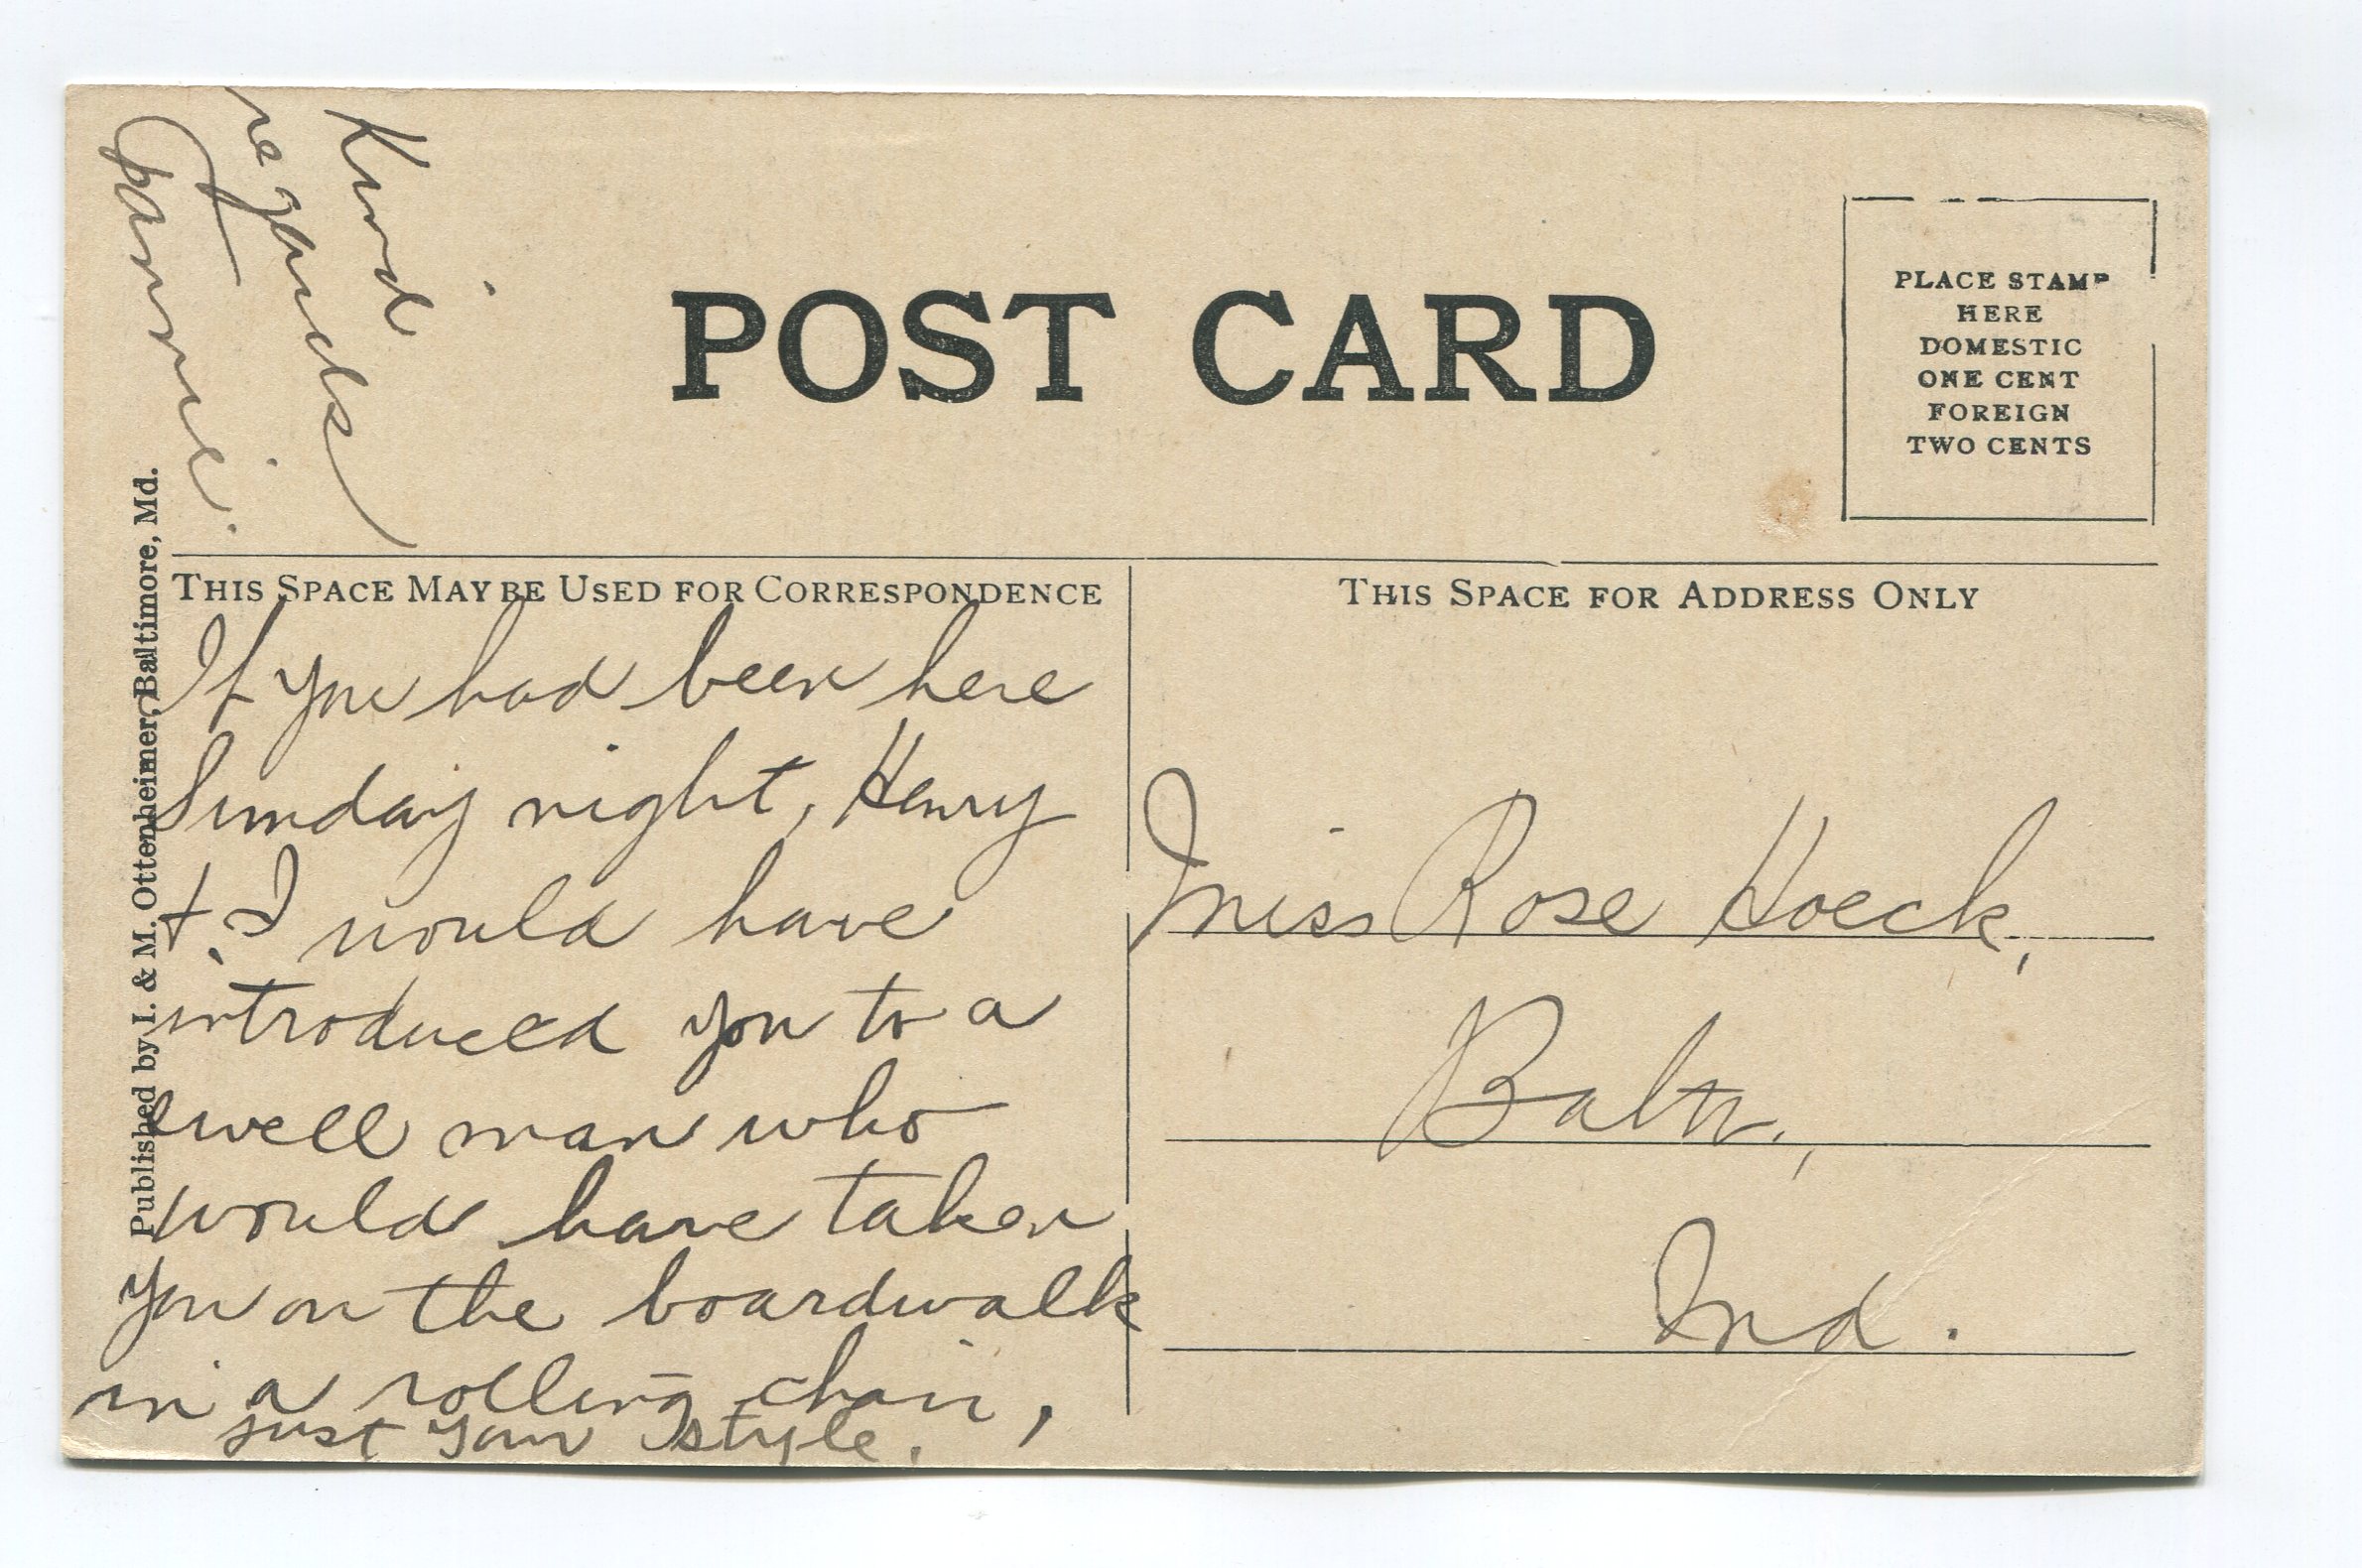 Kind
regards
Fannie.
POST CARD
PLACE STAMP
HERE
DOMESTIC
ONE CENT
FOREIGN
TWO CENTS
Published by I. & M. Ottenheimer, Baltimore, Md.
THIS SPACE MAY BE USED FOR CORRESPONDENCE
If you had been here
Sunday night, Henry
+ I would have
introduced you to a
swell man who
would have taken
you on the boardwalk
in a rolling chair,
just your style.
THIS SPACE FOR ADDRESS ONLY
Miss Rose Hoeck,
Balto.,
Md.